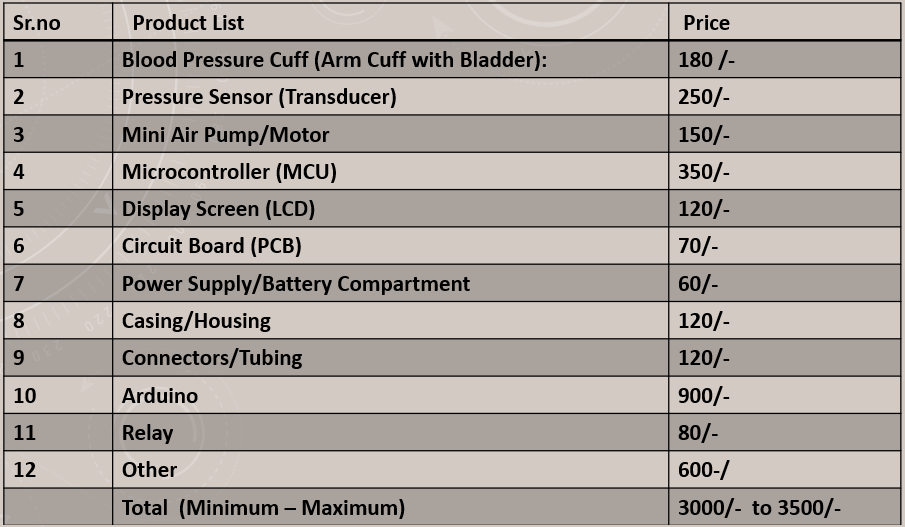 Sr.no Product List Price
1 Blood Pressure Cuff (Arm Cuff with Bladder): 180 /-
2 Pressure Sensor (Transducer) 250/-
3 Mini Air Pump/Motor 150/-
4 Microcontroller (MCU) 350/-
5 Display Screen (LCD) 120/-
6 Circuit Board (PCB) 70/-
7 Power Supply/Battery Compartment 60/-
8 Casing/Housing 120/-
9 Connectors/Tubing 120/-
10 Arduino 900/-
11 Relay 80/-
12 Other 600-/
Total (Minimum – Maximum) 3000/- to 3500/-